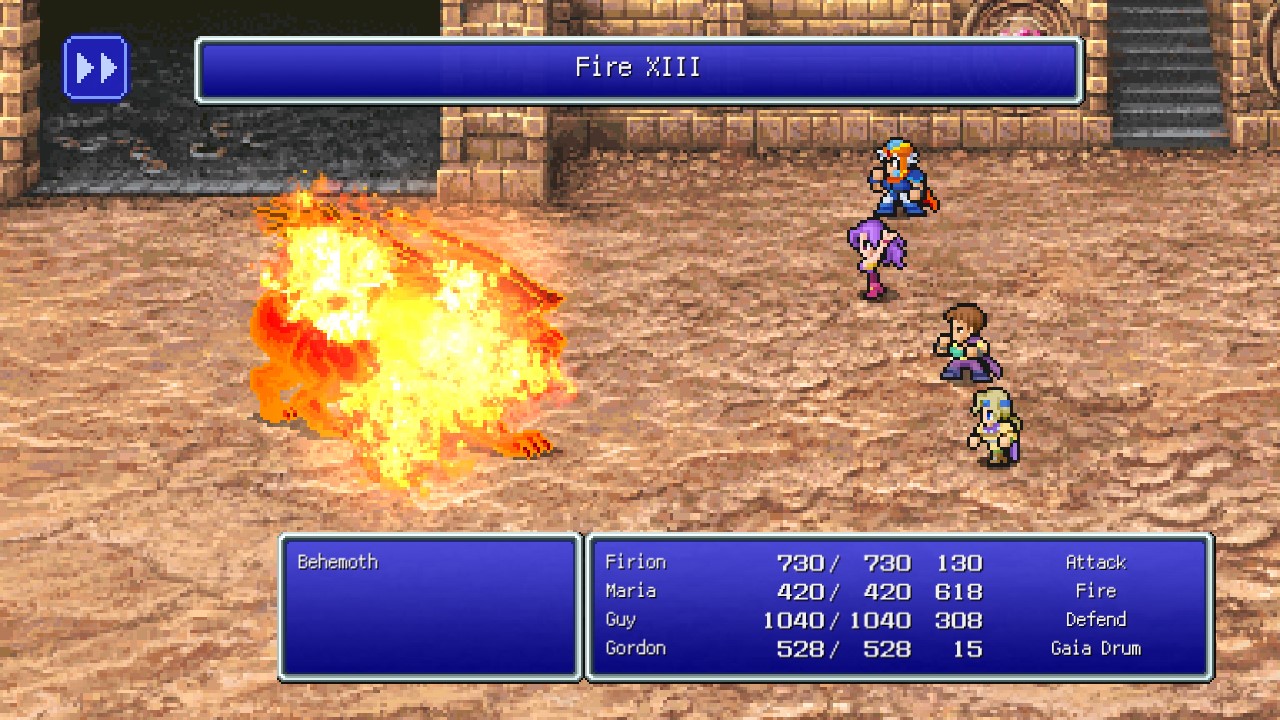 Fire XIII
Behemoth
Firion 730/ 730 130 Attack
Maria 420/ 420 618 Fire
Guy 1040/ 1040 308 Defend
Gordon 528/ 528 15 Gaia Drum